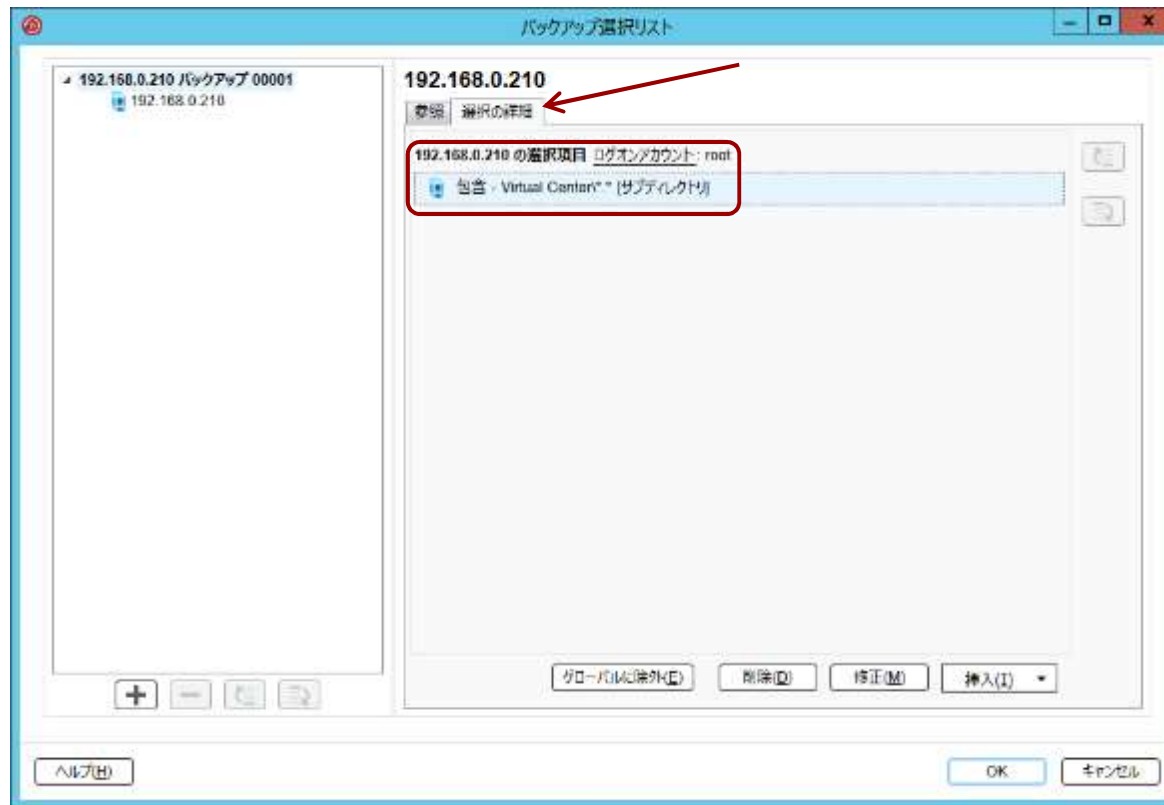 バックアップ選択リスト
192.168.0.210 バックアップ 00001
192.168.0.210
192.168.0.210
参照 選択の詳細
192.168.0.210 の選択項目 ログオンアカウント: root
包含 - Virtual Center\*.* (サブディレクトリ)
グローバルに除外(E) 削除(D) 修正(M) 挿入(I)
ヘルプ(H) OK キャンセル